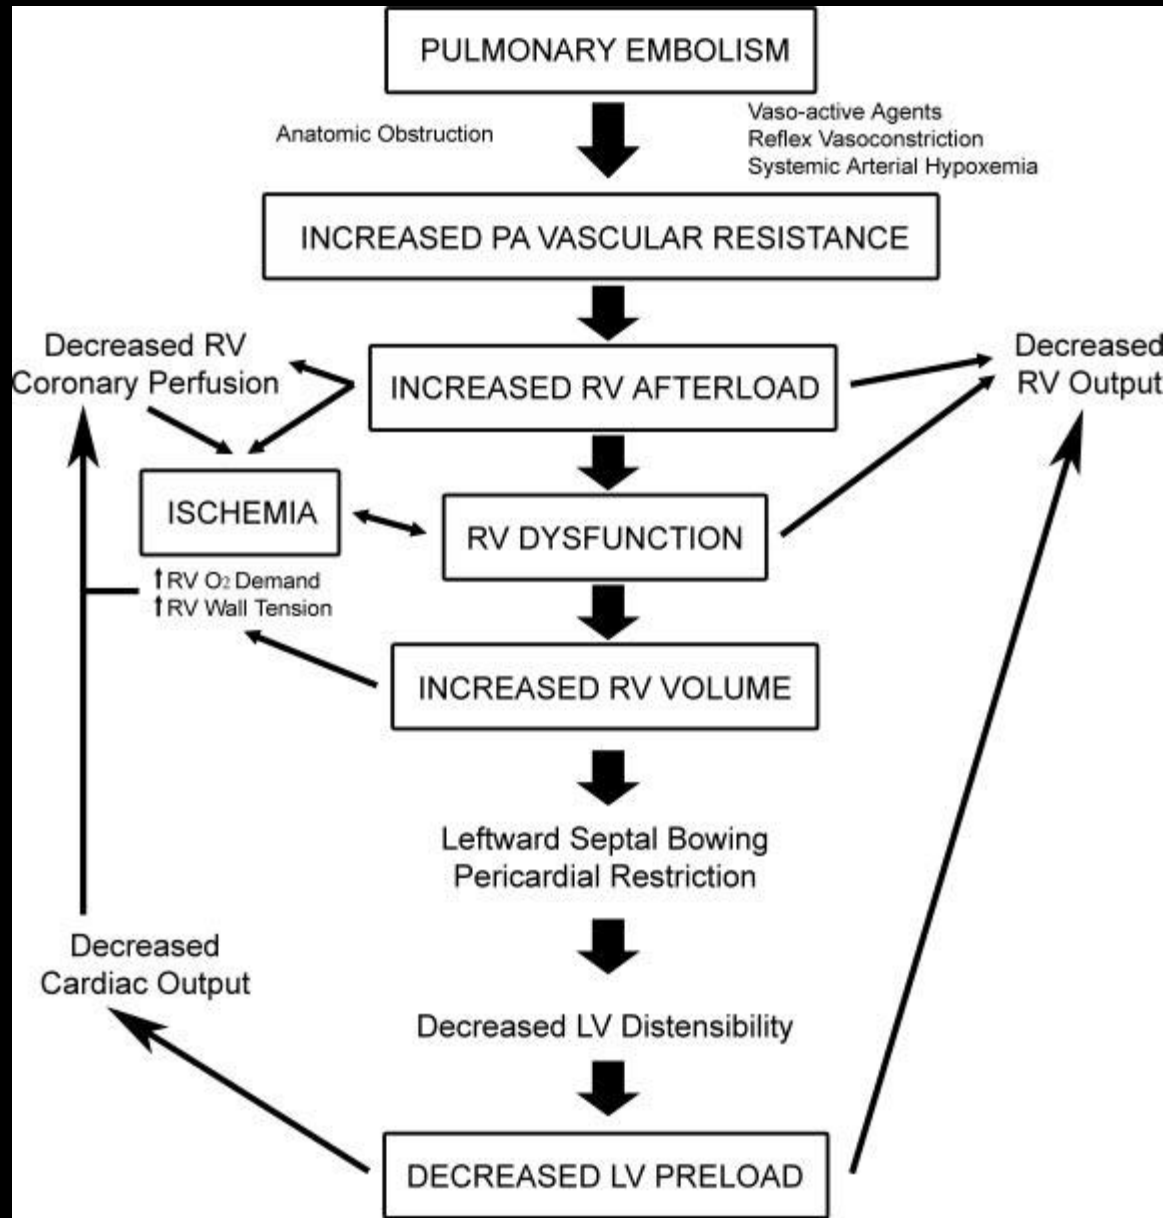 PULMONARY EMBOLISM
Anatomic Obstruction
Vaso-active Agents
Reflex Vasoconstriction
Systemic Arterial Hypoxemia
INCREASED PA VASCULAR RESISTANCE
Decreased RV
Coronary Perfusion
INCREASED RV AFTERLOAD
Decreased
RV Output
ISCHEMIA
RV DYSFUNCTION
↑RV O2 Demand
↑RV Wall Tension
INCREASED RV VOLUME
Leftward Septal Bowing
Pericardial Restriction
Decreased
Cardiac Output
Decreased LV Distensibility
DECREASED LV PRELOAD